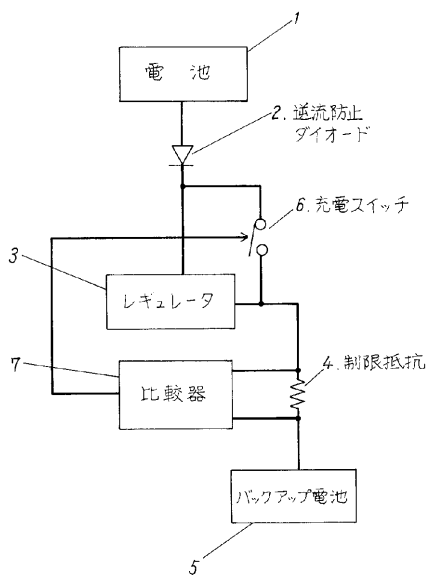 1
電池
2.逆流防止
ダイオード
6.充電スイッチ
3
レギュレータ
7
比較器
4.制限抵抗
バックアップ電池
5